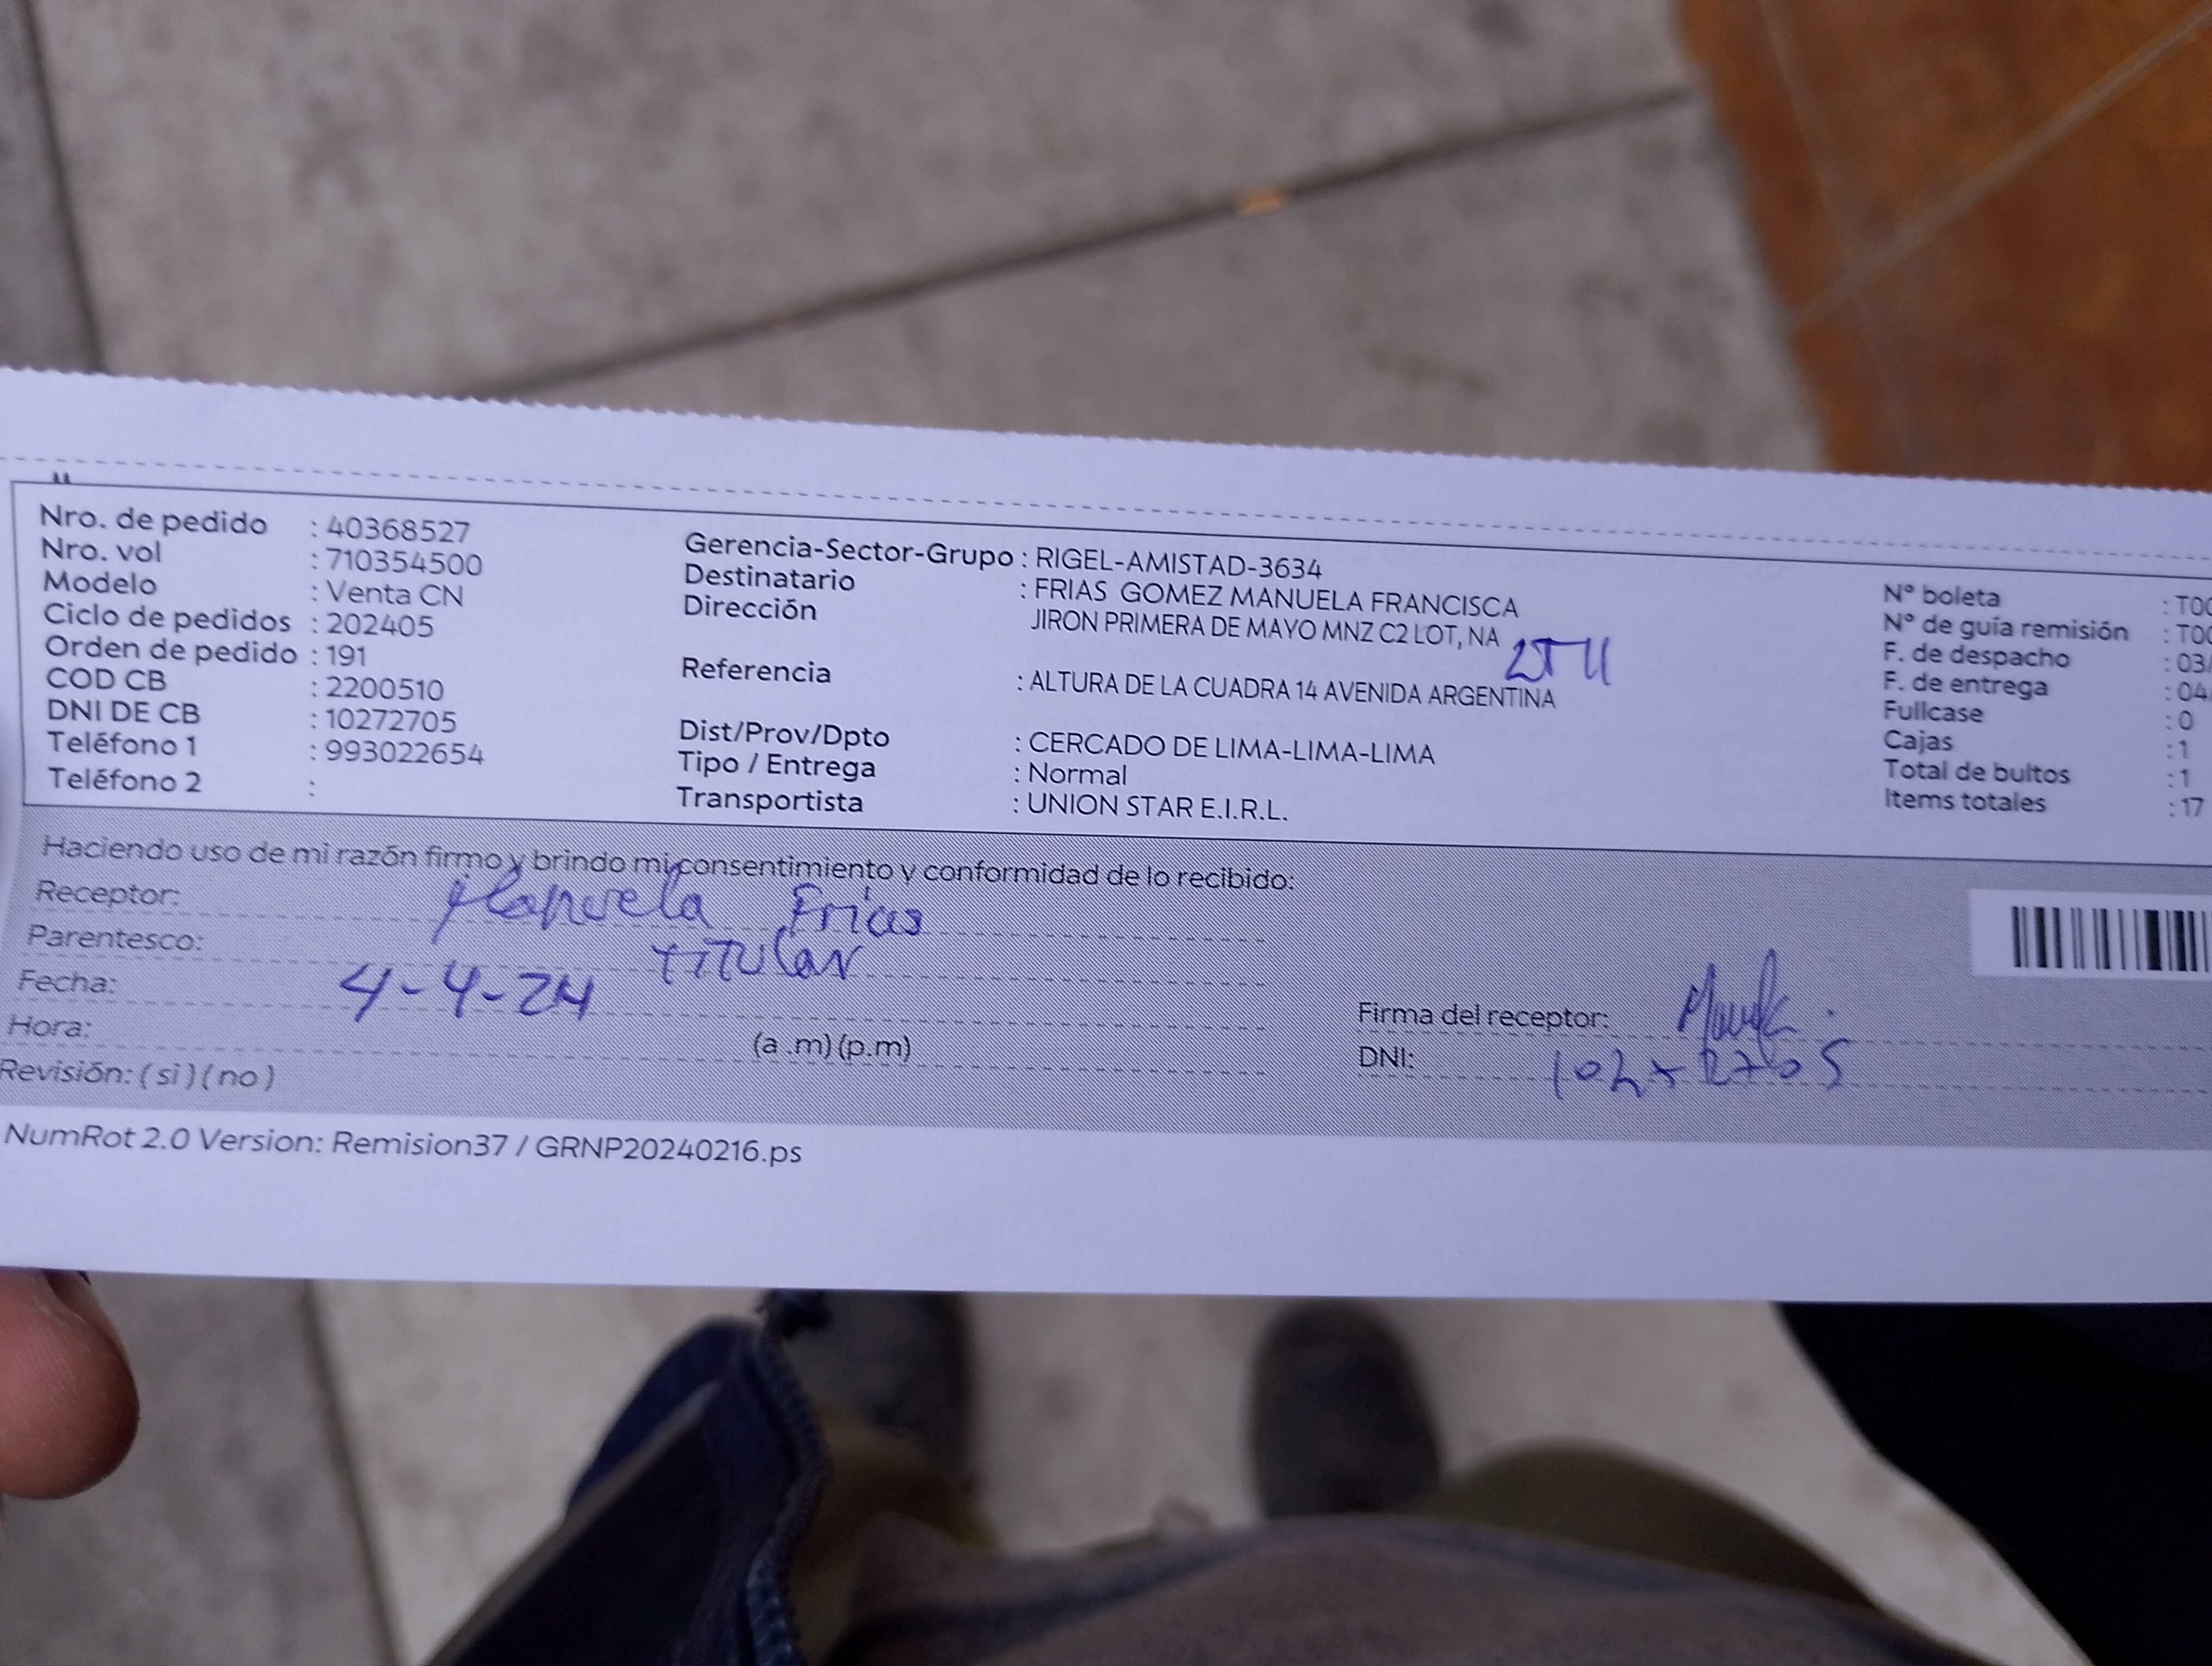 Nro. de pedido : 40368527
Nro. vol : 710354500
Modelo : Venta CN
Ciclo de pedidos : 202405
Orden de pedido : 191
COD CB : 2200510
DNI DE CB : 10272705
Teléfono 1 : 993022654
Teléfono 2 :
Gerencia-Sector-Grupo : RIGEL-AMISTAD-3634
Destinatario : FRIAS GOMEZ MANUELA FRANCISCA
Dirección JIRON PRIMERA DE MAYO MNZ C2 LOT, NA
Referencia : ALTURA DE LA CUADRA 14 AVENIDA ARGENTINA
Dist/Prov/Dpto : CERCADO DE LIMA-LIMA-LIMA
Tipo / Entrega : Normal
Transportista : UNION STAR E.I.R.L.
N° boleta : T00
N° de guía remisión : T00
F. de despacho : 03/
F. de entrega : 04/
Fullcase : 0
Cajas : 1
Total de bultos : 1
Items totales : 17
Haciendo uso de mi razón firmo y brindo mi consentimiento y conformidad de lo recibido:
Receptor: Manuela Frias
Parentesco: titular
Fecha: 4-4-24
Hora: (a .m) (p.m)
Revisión: ( si ) ( no )
Firma del receptor:
DNI:
NumRot 2.0 Version: Remision37 / GRNP20240216.ps